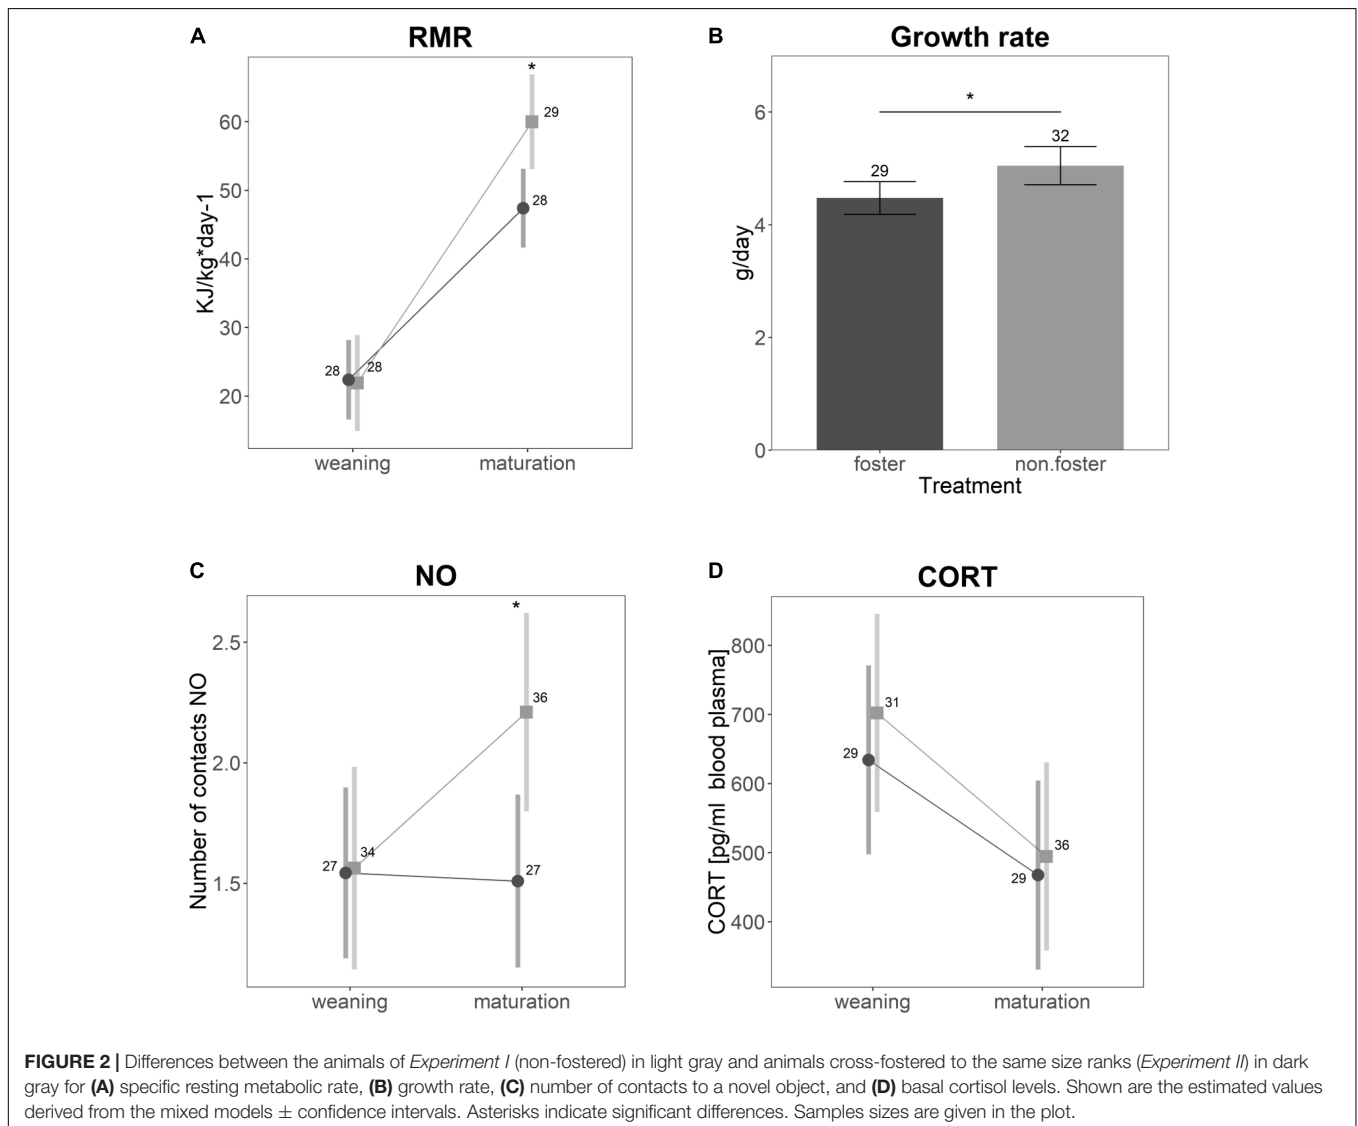 A
RMR
KJ/kg*day-1
60
50
40
30
20
*
29
28
28
28
weaning
maturation
B
Growth rate
g/day
6
4
2
0
*
29
32
foster
non.foster
Treatment
C
NO
Number of contacts NO
2.5
2.0
1.5
*
36
27
34
27
weaning
maturation
D
CORT
CORT [pg/ml blood plasma]
800
700
600
500
400
31
29
36
29
weaning
maturation
FIGURE 2 | Differences between the animals of Experiment I (non-fostered) in light gray and animals cross-fostered to the same size ranks (Experiment II) in dark
gray for (A) specific resting metabolic rate, (B) growth rate, (C) number of contacts to a novel object, and (D) basal cortisol levels. Shown are the estimated values
derived from the mixed models ± confidence intervals. Asterisks indicate significant differences. Samples sizes are given in the plot.